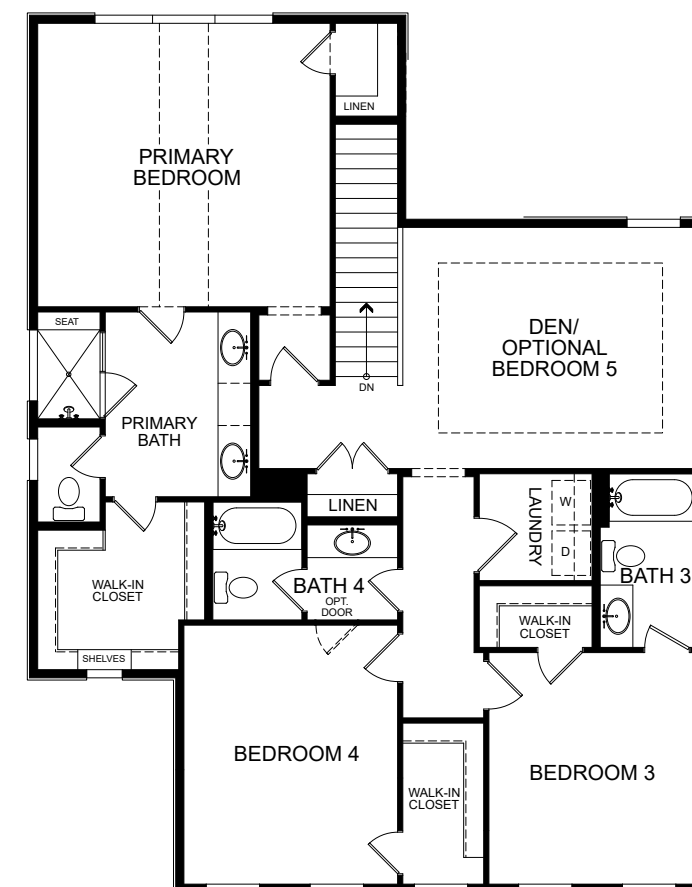 LINEN
PRIMARY
BEDROOM
SEAT
DEN/
OPTIONAL
BEDROOM 5
DN
PRIMARY
BATH
LINEN
LAUNDRY
W
D
BATH 3
BATH 4
OPT.
DOOR
WALK-IN
CLOSET
WALK-IN
CLOSET
SHELVES
BEDROOM 4
BEDROOM 3
WALK-IN
CLOSET